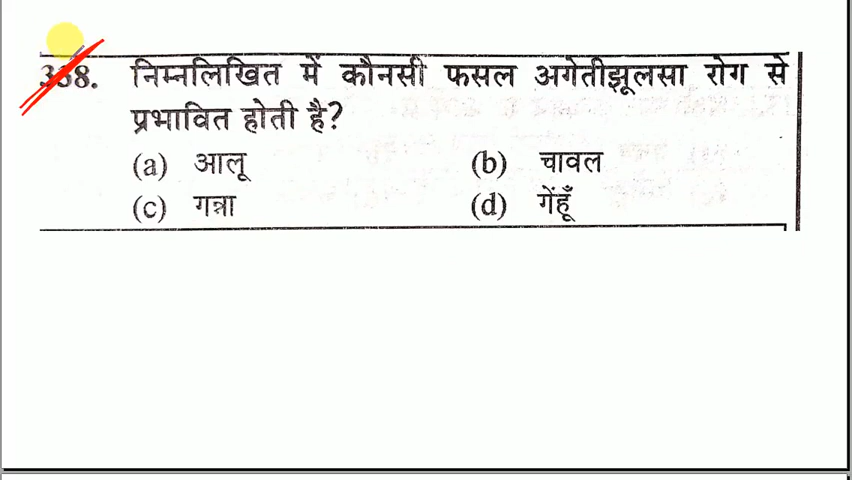 338. निम्नलिखित में कौनसी फसल अगेतीझूलसा रोग से
प्रभावित होती है?
(a) आलू (b) चावल
(c) गन्ना (d) गेंहूँ